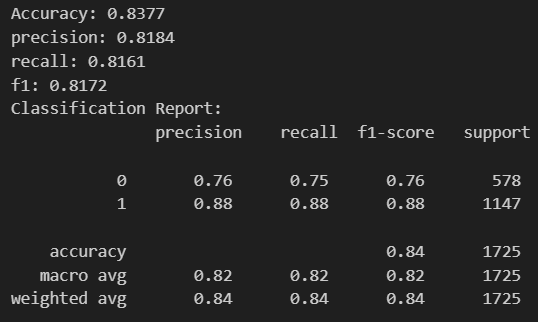 Accuracy: 0.8377
precision: 0.8184
recall: 0.8161
f1: 0.8172
Classification Report:
precision recall f1-score support
0 0.76 0.75 0.76 578
1 0.88 0.88 0.88 1147
accuracy 0.84 1725
macro avg 0.82 0.82 0.82 1725
weighted avg 0.84 0.84 0.84 1725